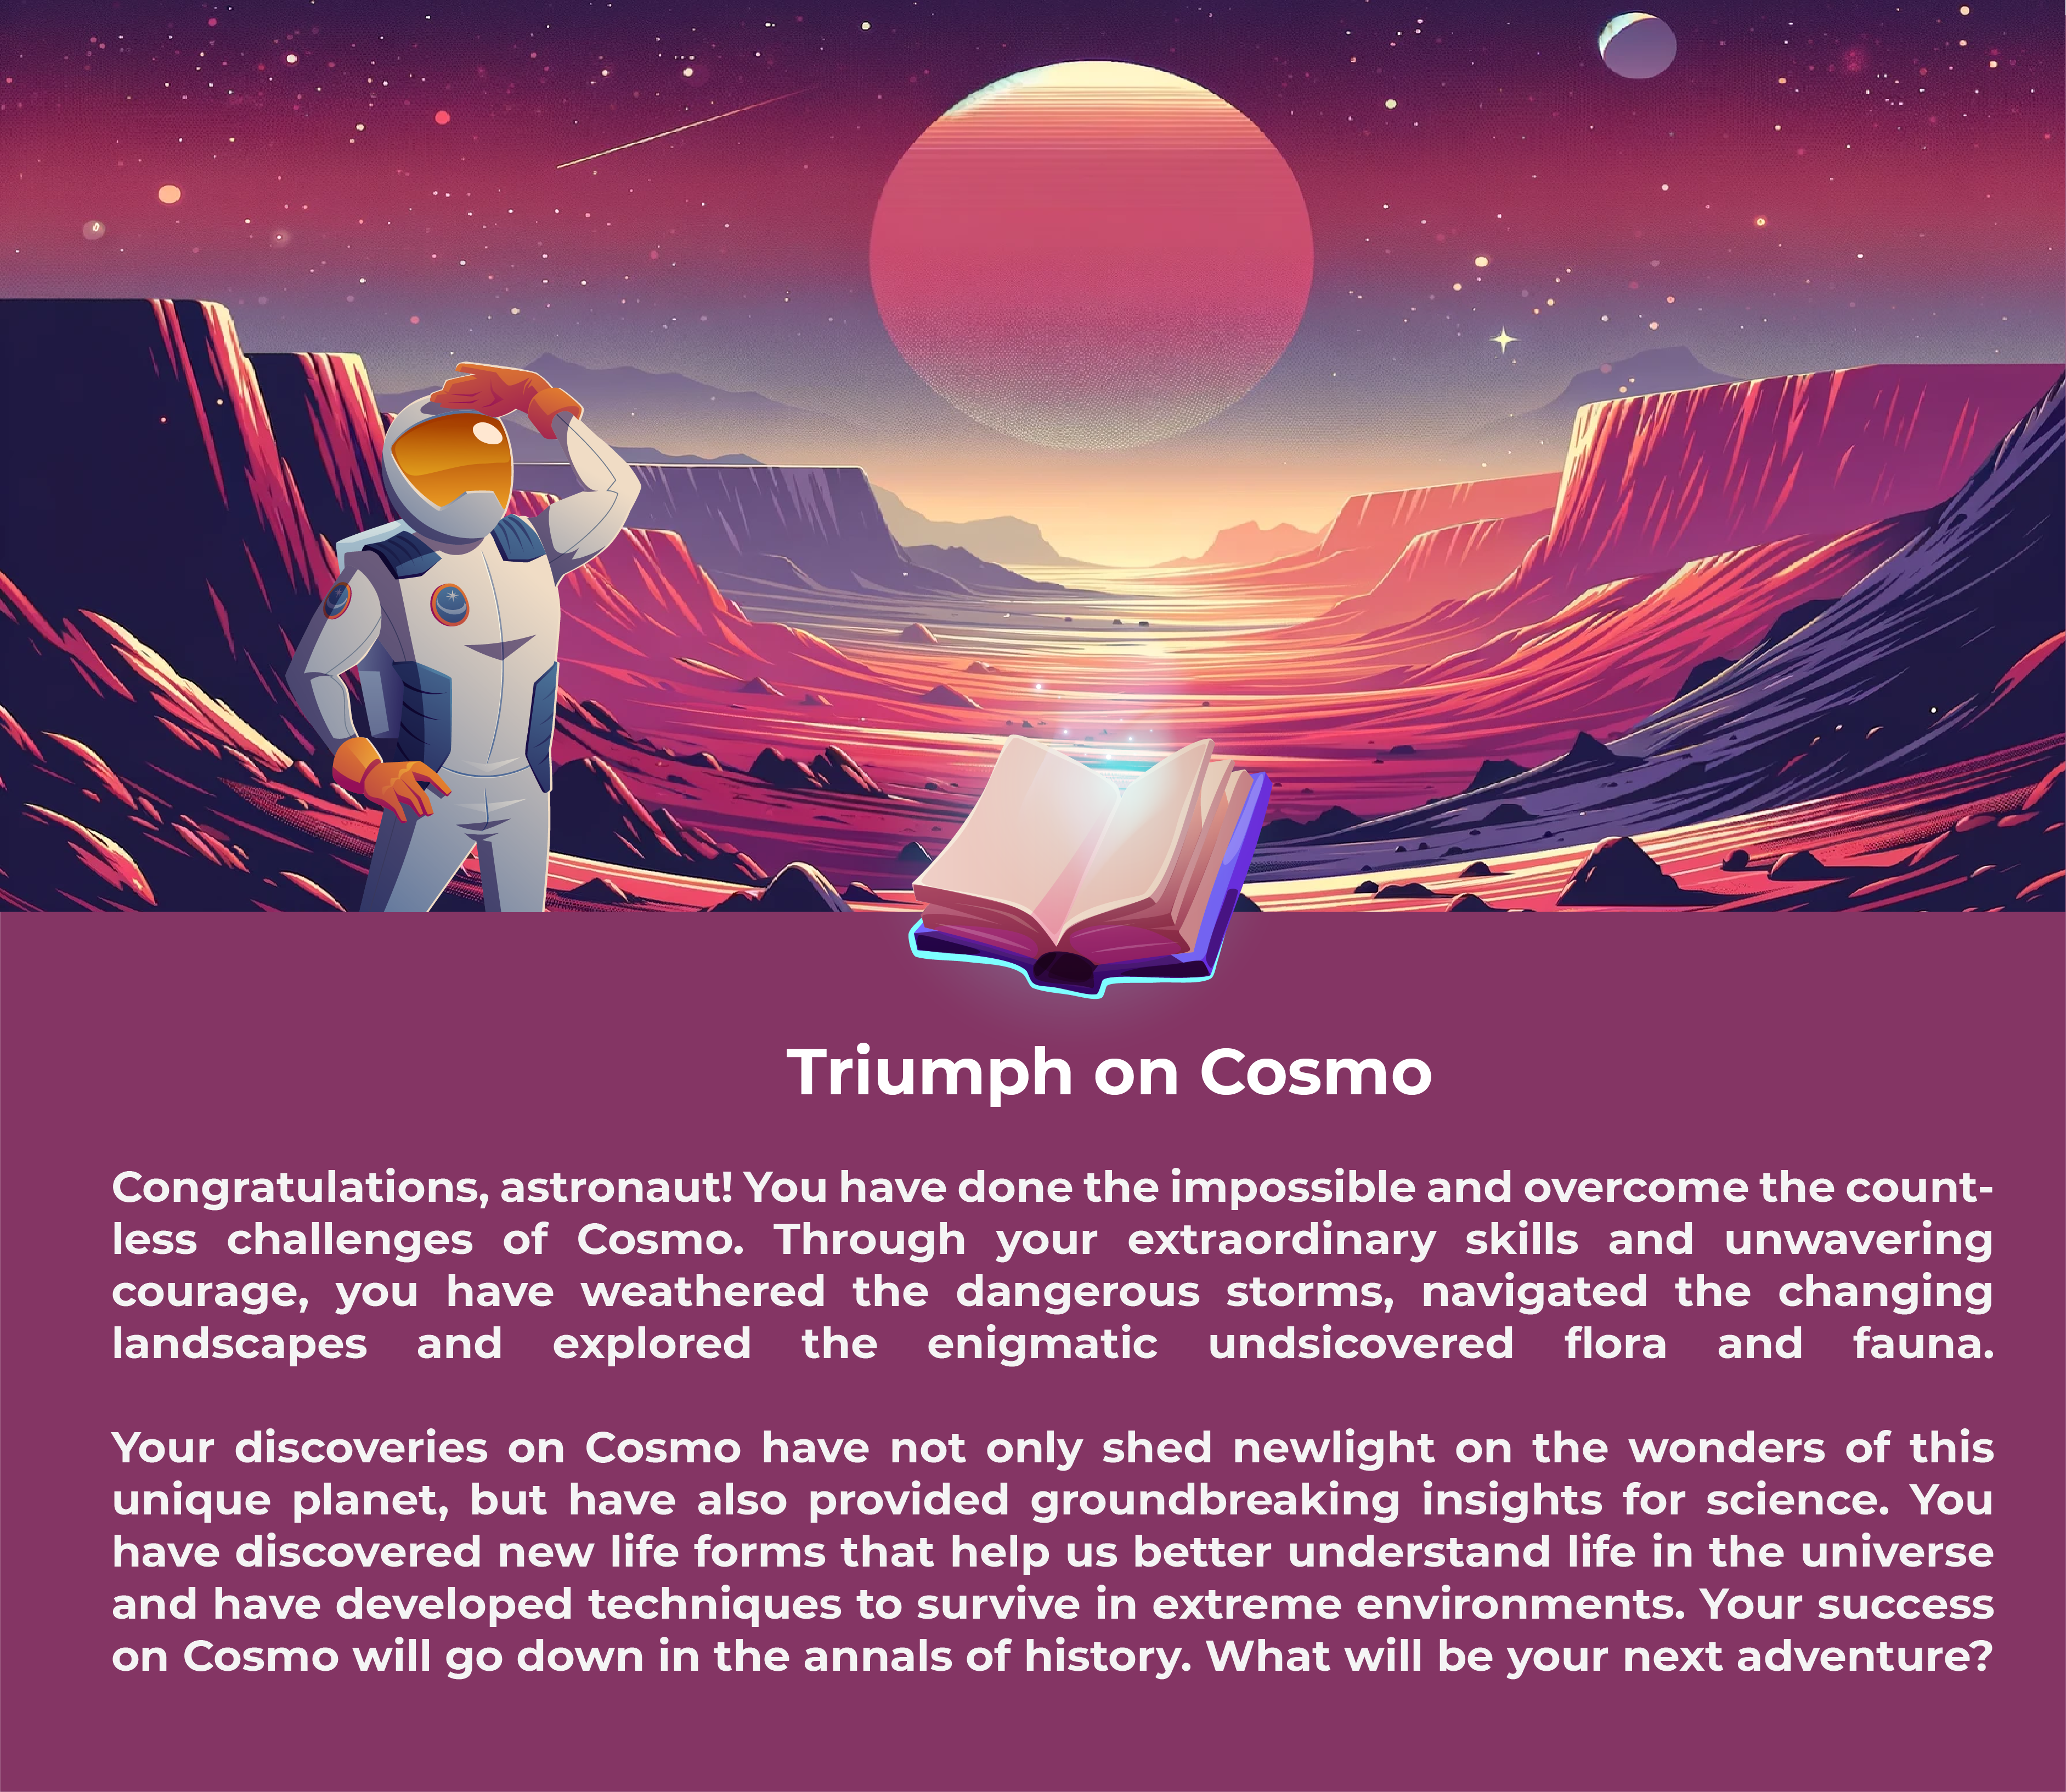 Triumph on Cosmo
Congratulations, astronaut! You have done the impossible and overcome the count-
less challenges of Cosmo. Through your extraordinary skills and unwavering
courage, you have weathered the dangerous storms, navigated the changing
landscapes and explored the enigmatic undsicovered flora and fauna.
Your discoveries on Cosmo have not only shed newlight on the wonders of this
unique planet, but have also provided groundbreaking insights for science. You
have discovered new life forms that help us better understand life in the universe
and have developed techniques to survive in extreme environments. Your success
on Cosmo will go down in the annals of history. What will be your next adventure?